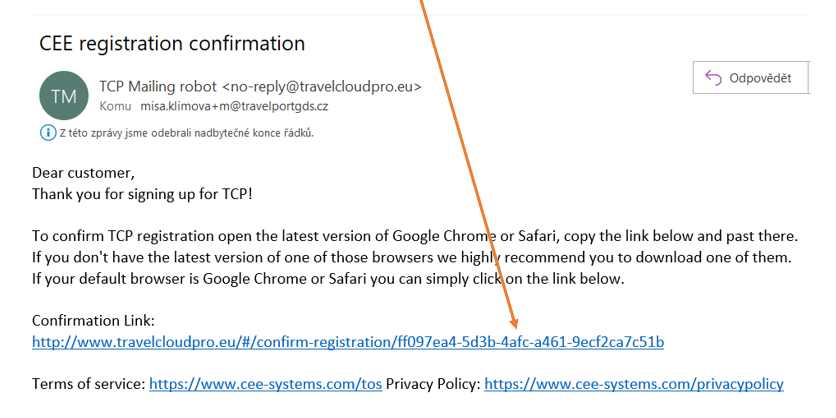 CEE registration confirmation
TM
TCP Mailing robot <no-reply@travelcloudpro.eu>
Komu misa.klimova+m@travelportgds.cz
Odpovědět
Z této zprávy jsme odebrali nadbytečné konce řádků.
Dear customer,
Thank you for signing up for TCP!
To confirm TCP registration open the latest version of Google Chrome or Safari, copy the link below and past there.
If you don't have the latest version of one of those browsers we highly recommend you to download one of them.
If your default browser is Google Chrome or Safari you can simply click on the link below.
Confirmation Link:
http://www.travelcloudpro.eu/#/confirm-registration/ff097ea4-5d3b-4afc-a461-9ecf2ca7c51b
Terms of service: https://www.cee-systems.com/tos Privacy Policy: https://www.cee-systems.com/privacypolicy